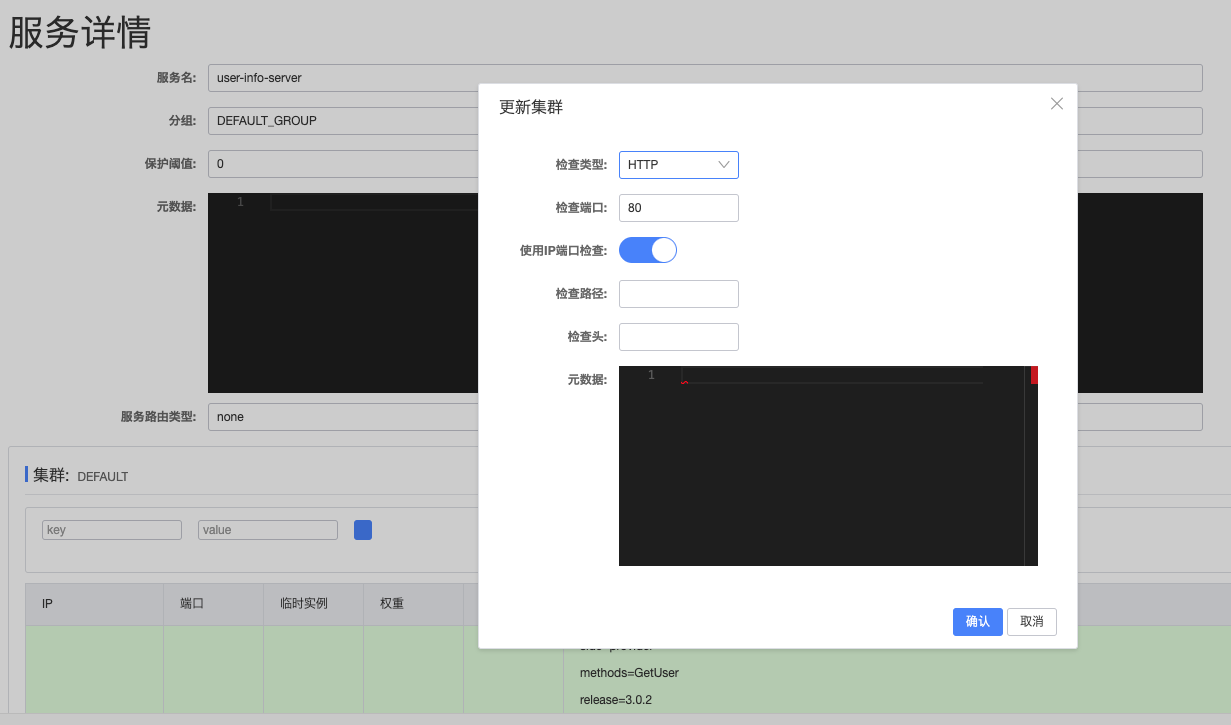 服务详情
服务名: user-info-server
分组: DEFAULT_GROUP
保护阈值: 0
元数据: 1
服务路由类型: none
集群: DEFAULT
key value
IP 端口 临时实例 权重
methods=GetUser
release=3.0.2
更新集群
检查类型: HTTP
检查端口: 80
使用IP端口检查:
检查路径:
检查头:
元数据: 1
确认 取消